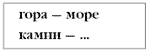 гора – море
камни – ...